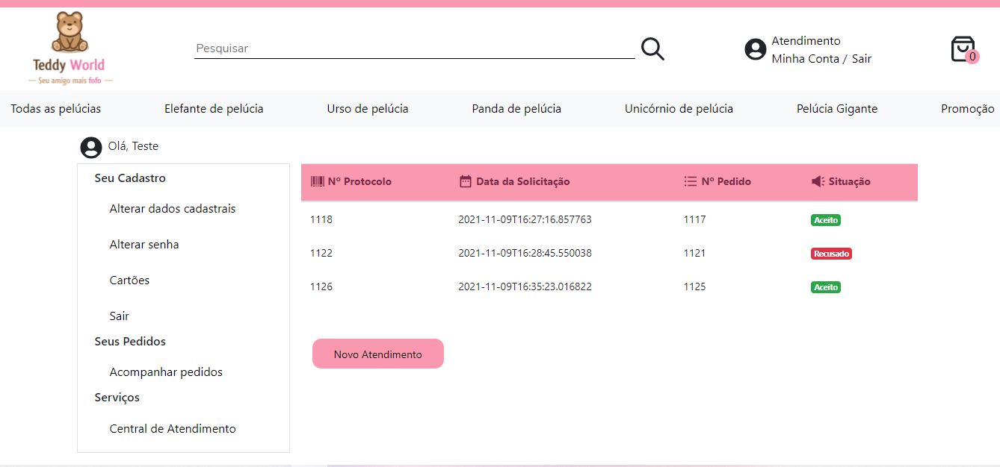 Teddy World
Seu amigo mais fofo
Pesquisar
Atendimento
Minha Conta / Sair
0
Todas as pelúcias Elefante de pelúcia Urso de pelúcia Panda de pelúcia Unicórnio de pelúcia Pelúcia Gigante Promoção
Olá, Teste
Seu Cadastro
Alterar dados cadastrais
Alterar senha
Cartões
Sair
Seus Pedidos
Acompanhar pedidos
Serviços
Central de Atendimento
Nº Protocolo Data da Solicitação Nº Pedido Situação
1118 2021-11-09T16:27:16.857763 1117 Aceito
1122 2021-11-09T16:28:45.550038 1121 Recusado
1126 2021-11-09T16:35:23.016822 1125 Aceito
Novo Atendimento